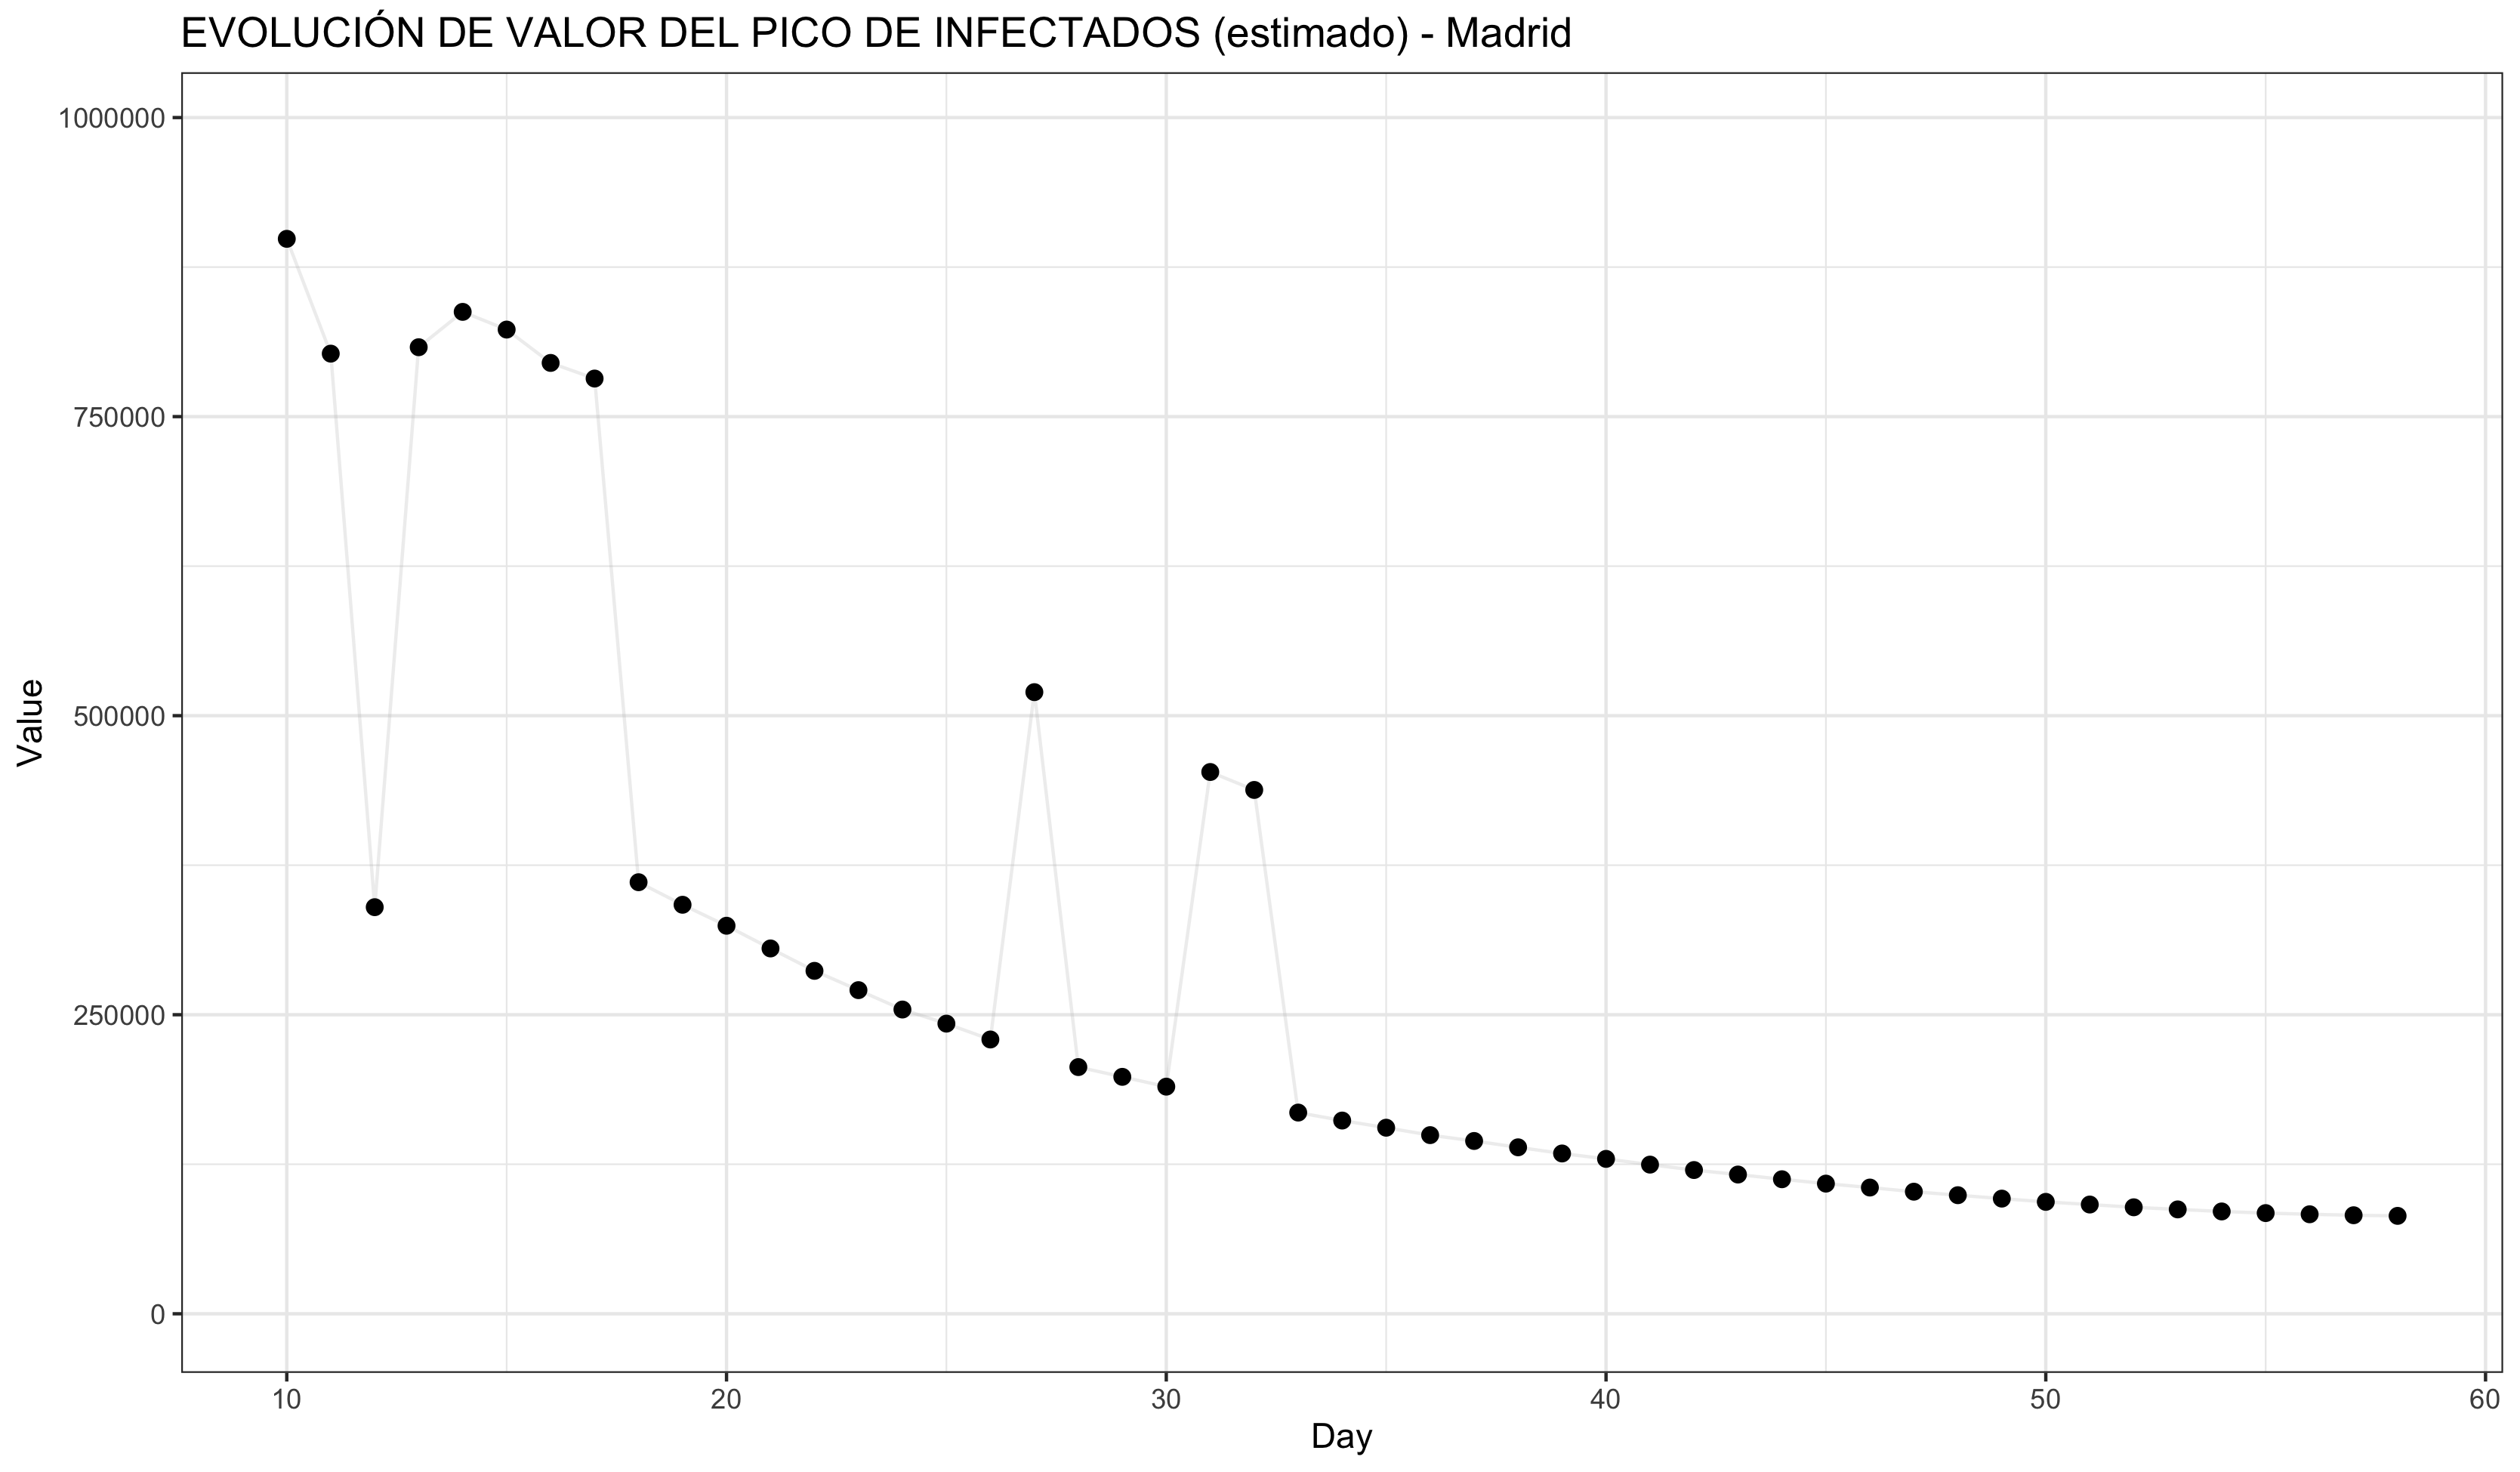 EVOLUCIÓN DE VALOR DEL PICO DE INFECTADOS (estimado) - Madrid
1000000
750000
500000
250000
0
Value
10 20 30 40 50 60
Day